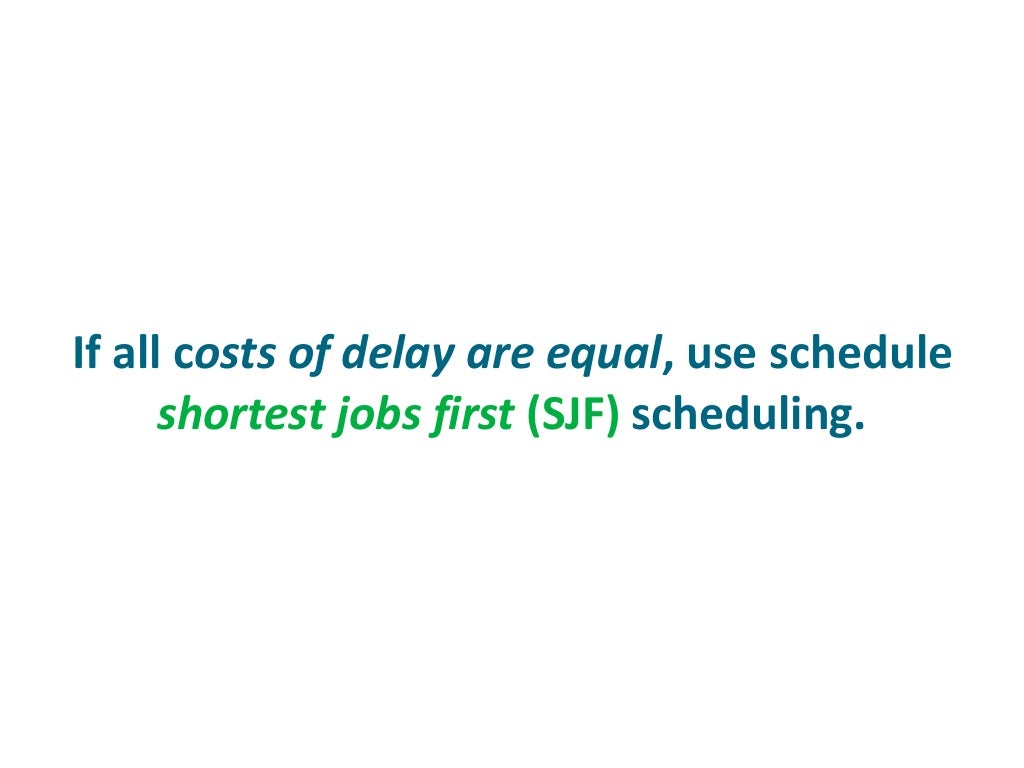 If all costs of delay are equal, use schedule
shortest jobs first (SJF) scheduling.